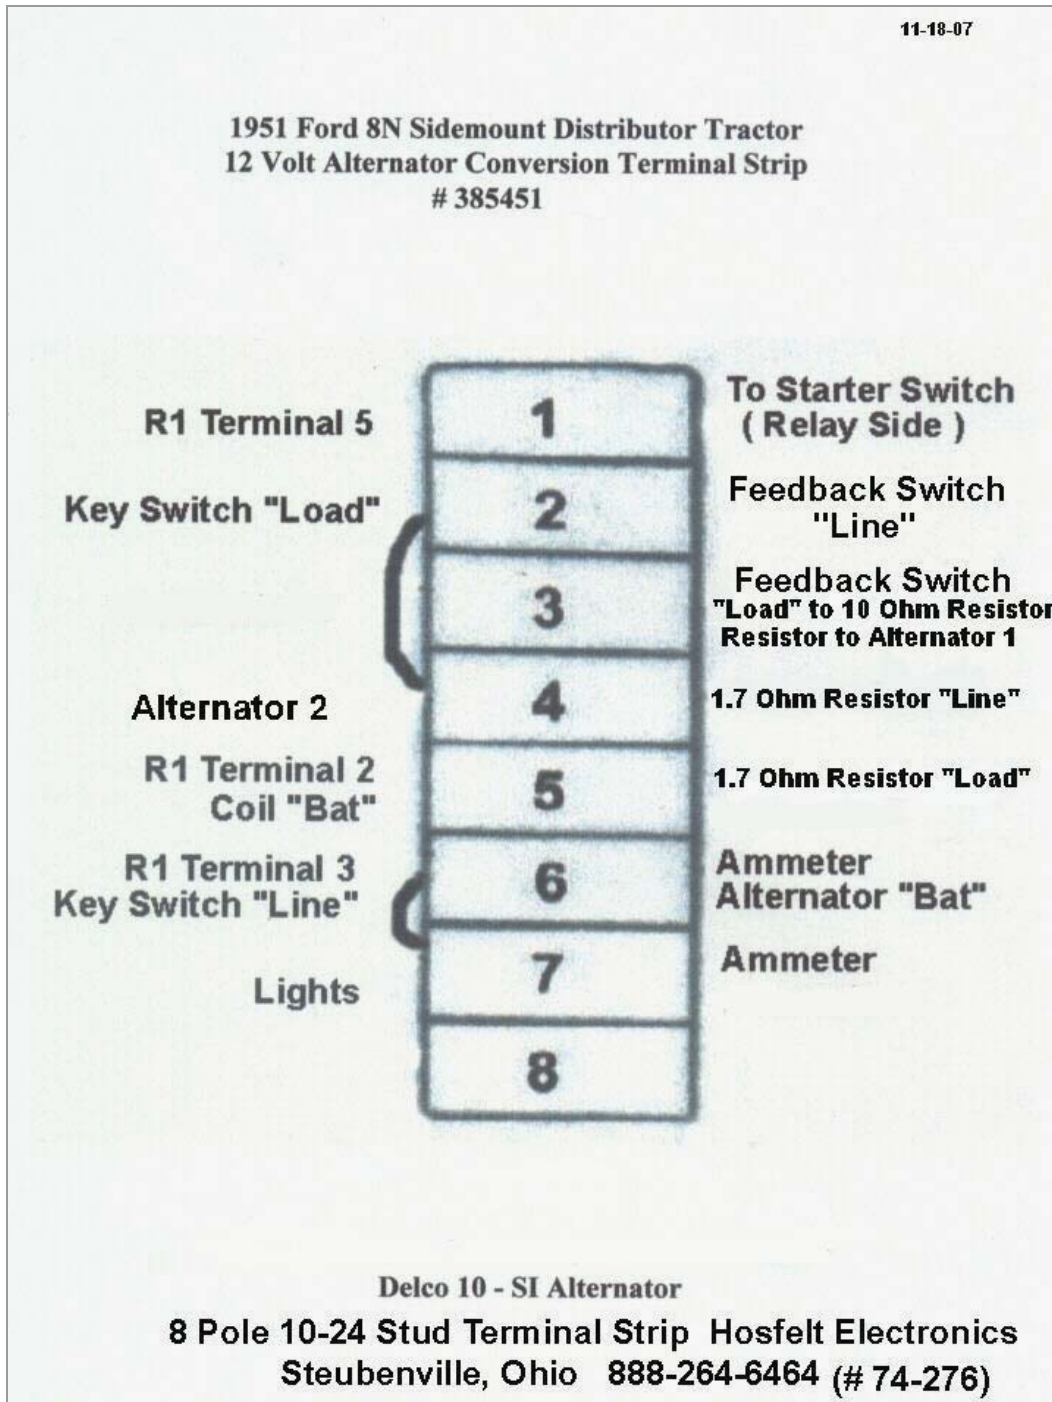 11-18-07
1951 Ford 8N Sidemount Distributor Tractor
12 Volt Alternator Conversion Terminal Strip
# 385451
R1 Terminal 5
1
To Starter Switch
( Relay Side )
Key Switch "Load"
2
Feedback Switch
"Line"
3
Feedback Switch
"Load" to 10 Ohm Resistor
Resistor to Alternator 1
Alternator 2
4
1.7 Ohm Resistor "Line"
R1 Terminal 2
Coil "Bat"
5
1.7 Ohm Resistor "Load"
R1 Terminal 3
Key Switch "Line"
6
Ammeter
Alternator "Bat"
Lights
7
Ammeter
8
Delco 10 - SI Alternator
8 Pole 10-24 Stud Terminal Strip Hosfelt Electronics
Steubenville, Ohio 888-264-6464 (# 74-276)